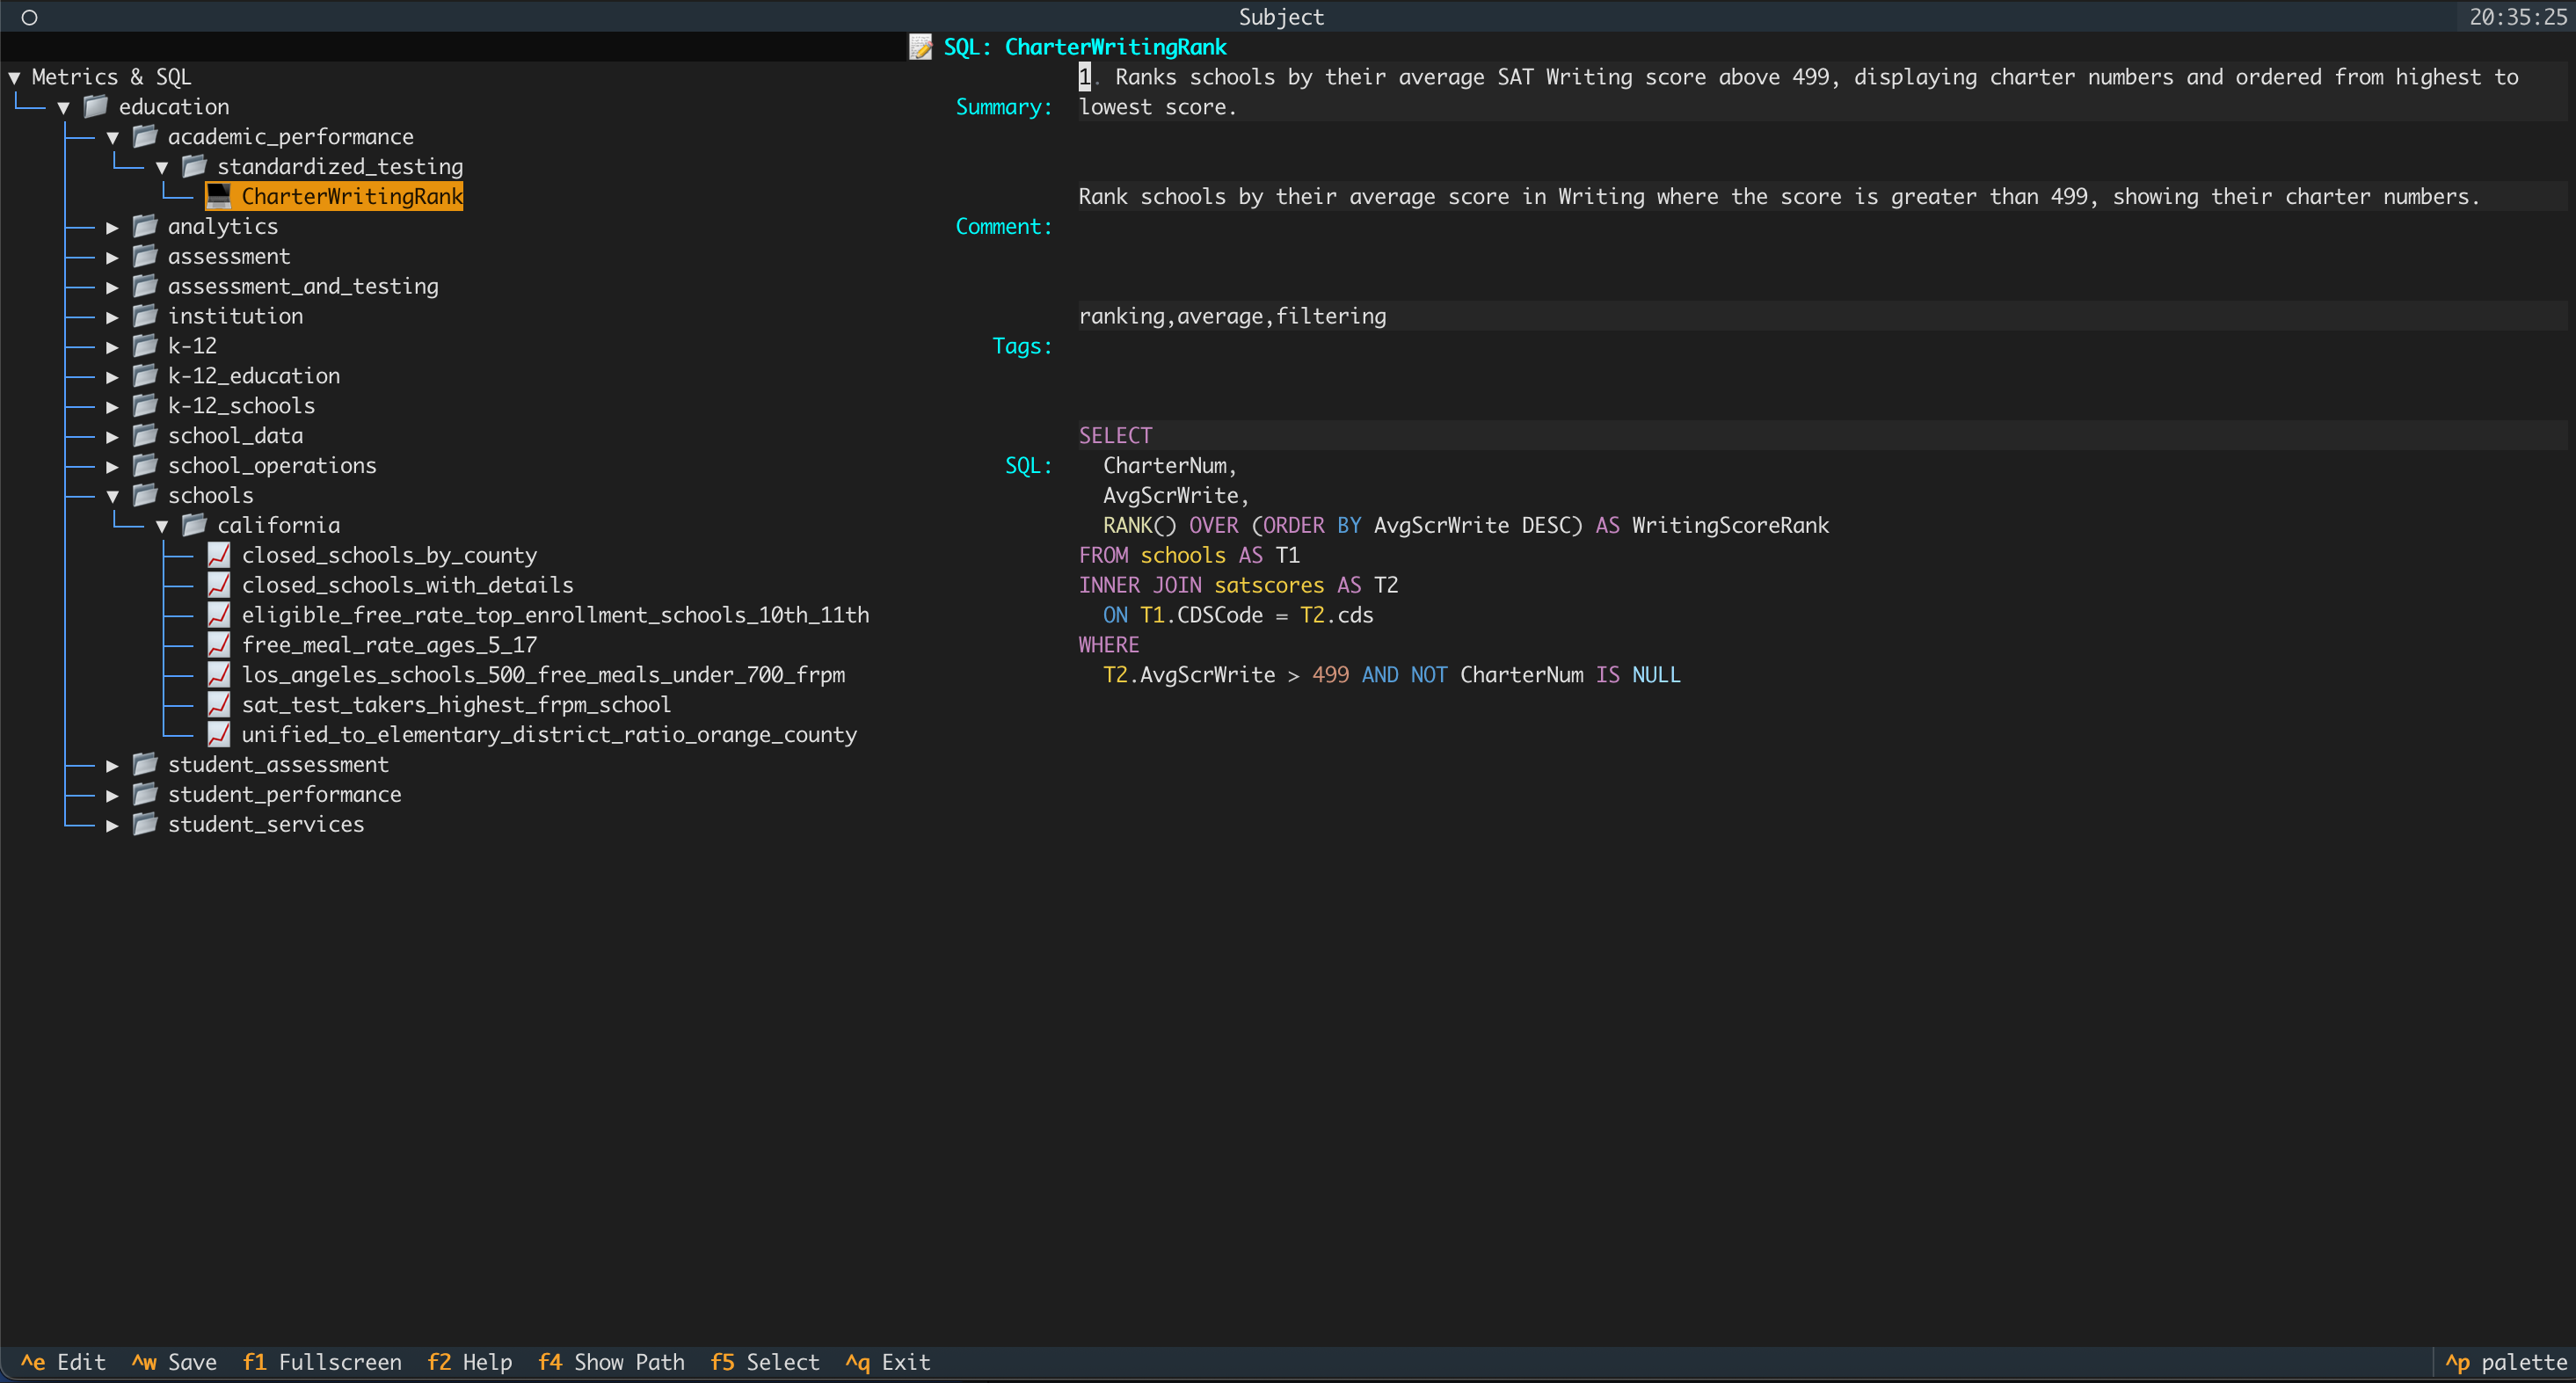 Subject
20:35:25
SQL: CharterWritingRank
Metrics & SQL
education
academic_performance
standardized_testing
CharterWritingRank
analytics
assessment
assessment_and_testing
institution
k-12
k-12_education
k-12_schools
school_data
school_operations
schools
california
closed_schools_by_county
closed_schools_with_details
eligible_free_rate_top_enrollment_schools_10th_11th
free_meal_rate_ages_5_17
los_angeles_schools_500_free_meals_under_700_frpm
sat_test_takers_highest_frpm_school
unified_to_elementary_district_ratio_orange_county
student_assessment
student_performance
student_services
Summary:
1. Ranks schools by their average SAT Writing score above 499, displaying charter numbers and ordered from highest to
lowest score.
Comment:
Rank schools by their average score in Writing where the score is greater than 499, showing their charter numbers.
Tags:
ranking,average,filtering
SQL:
SELECT
  CharterNum,
  AvgScrWrite,
  RANK() OVER (ORDER BY AvgScrWrite DESC) AS WritingScoreRank
FROM schools AS T1
INNER JOIN satscores AS T2
  ON T1.CDSCode = T2.cds
WHERE
  T2.AvgScrWrite > 499 AND NOT CharterNum IS NULL
^e Edit ^w Save f1 Fullscreen f2 Help f4 Show Path f5 Select ^q Exit
^p palette